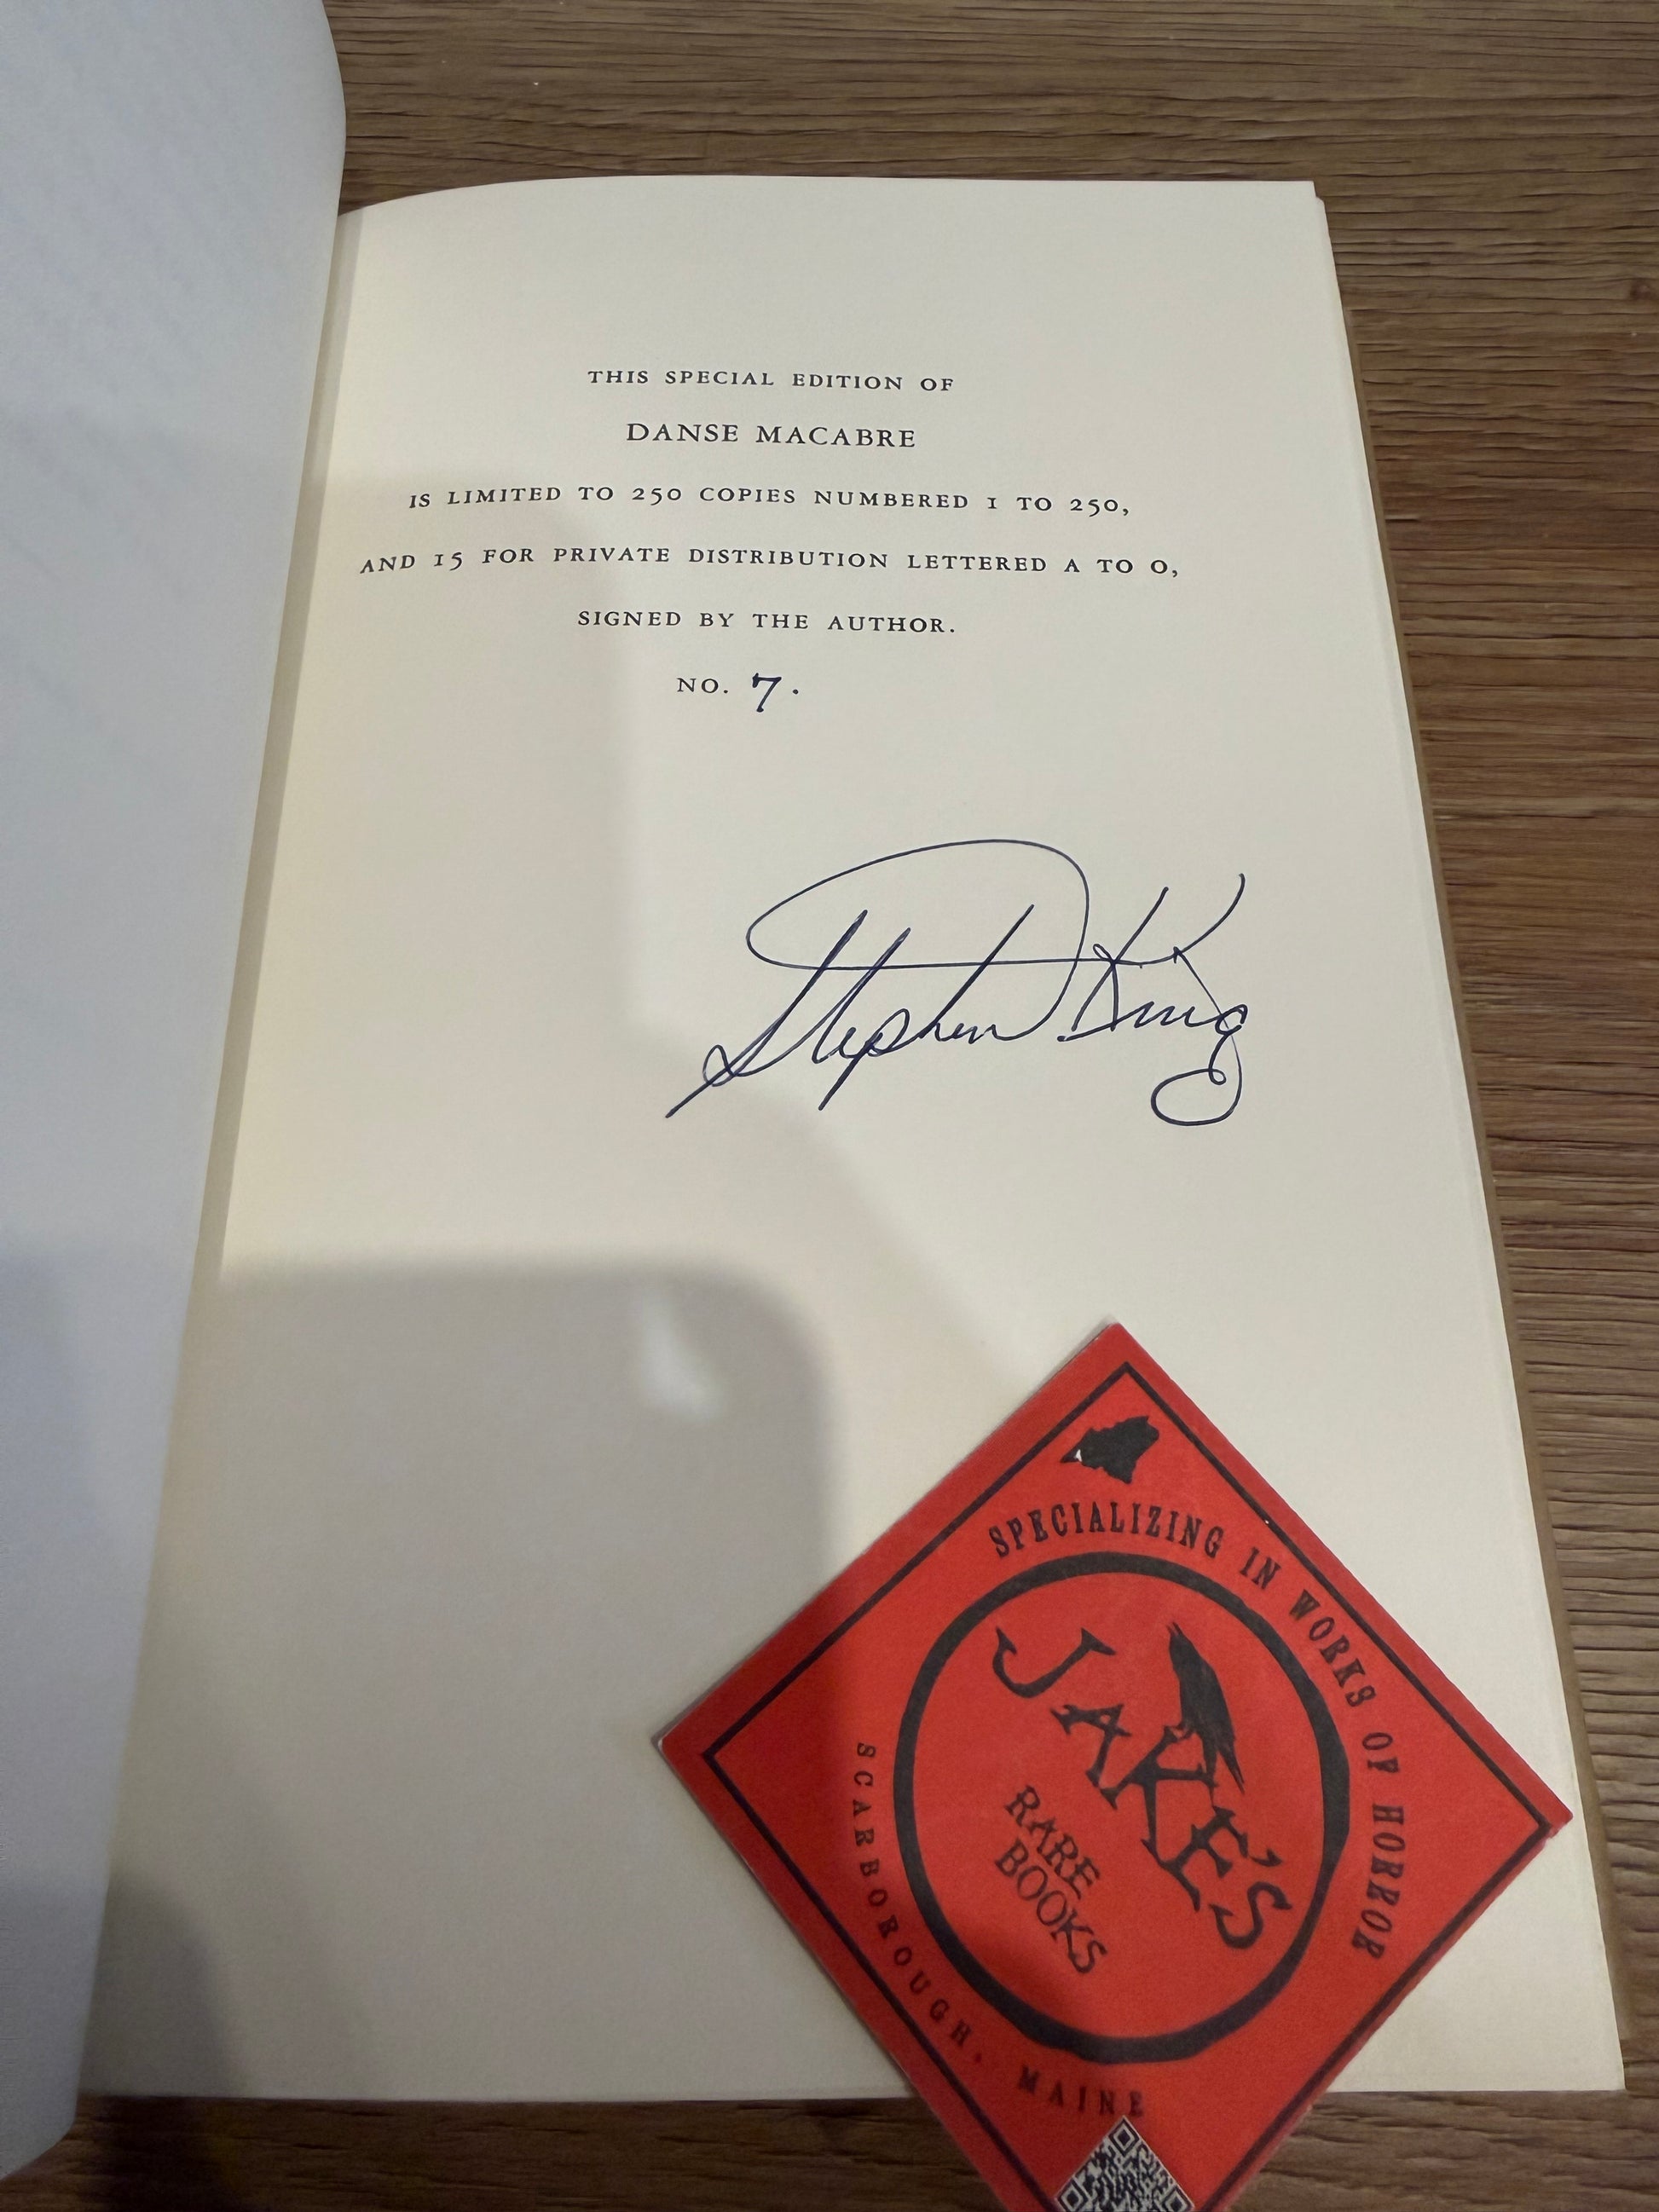 THIS SPECIAL EDITION OF
DANSE MACABRE
IS LIMITED TO 250 COPIES NUMBERED 1 TO 250,
AND 15 FOR PRIVATE DISTRIBUTION LETTERED A TO O,
SIGNED BY THE AUTHOR.
NO. 7.
Stephen King
SPECIALIZING IN WORKS OF HORROR
JAKE'S
RARE
BOOKS
SCARBOROUGH, MAINE